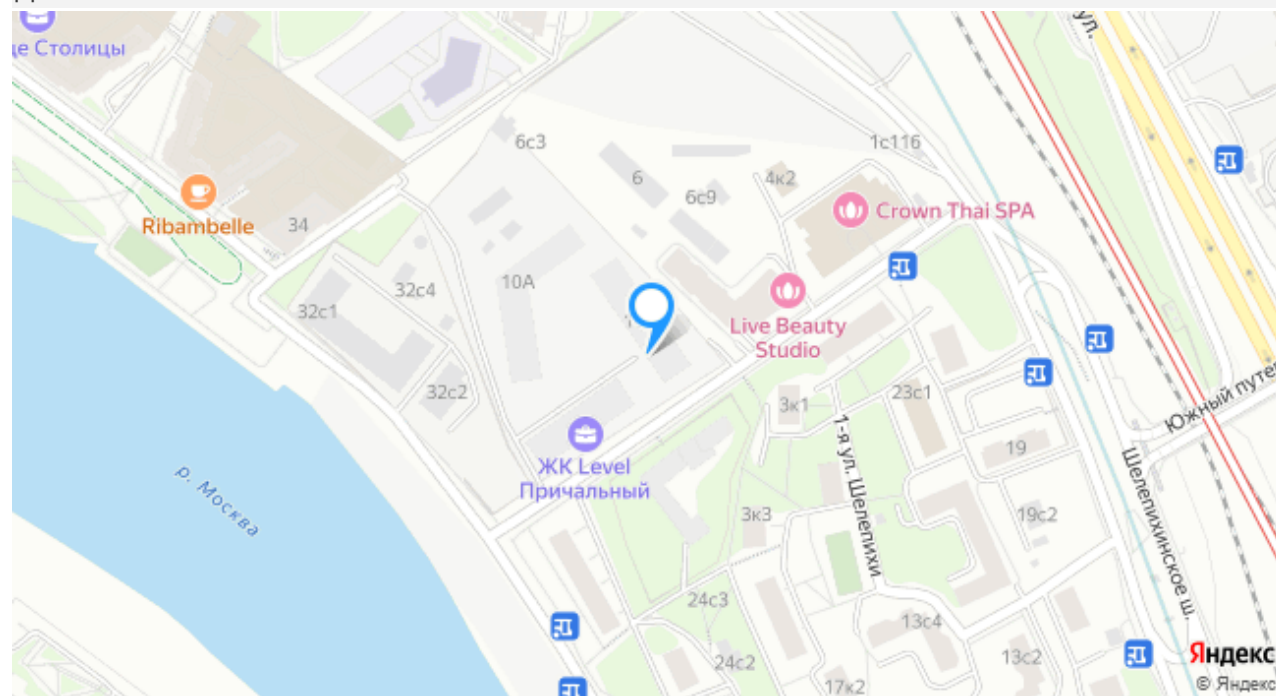 це Столицы
ул.
6с3
1с116
6
4к2
6с9
Crown Thai SPA
Ribambelle
34
10А
32с4
32с1
Live Beauty
Studio
32с2
3к1
23с1
Южный путе
ЖК Level
Причальный
19
р. Москва
1-я ул. Шелепихи
Шелепихинское ш.
3к3
19с2
24с3
13с4
24с2
13с2
17к2
Яндекс
© Яндекс